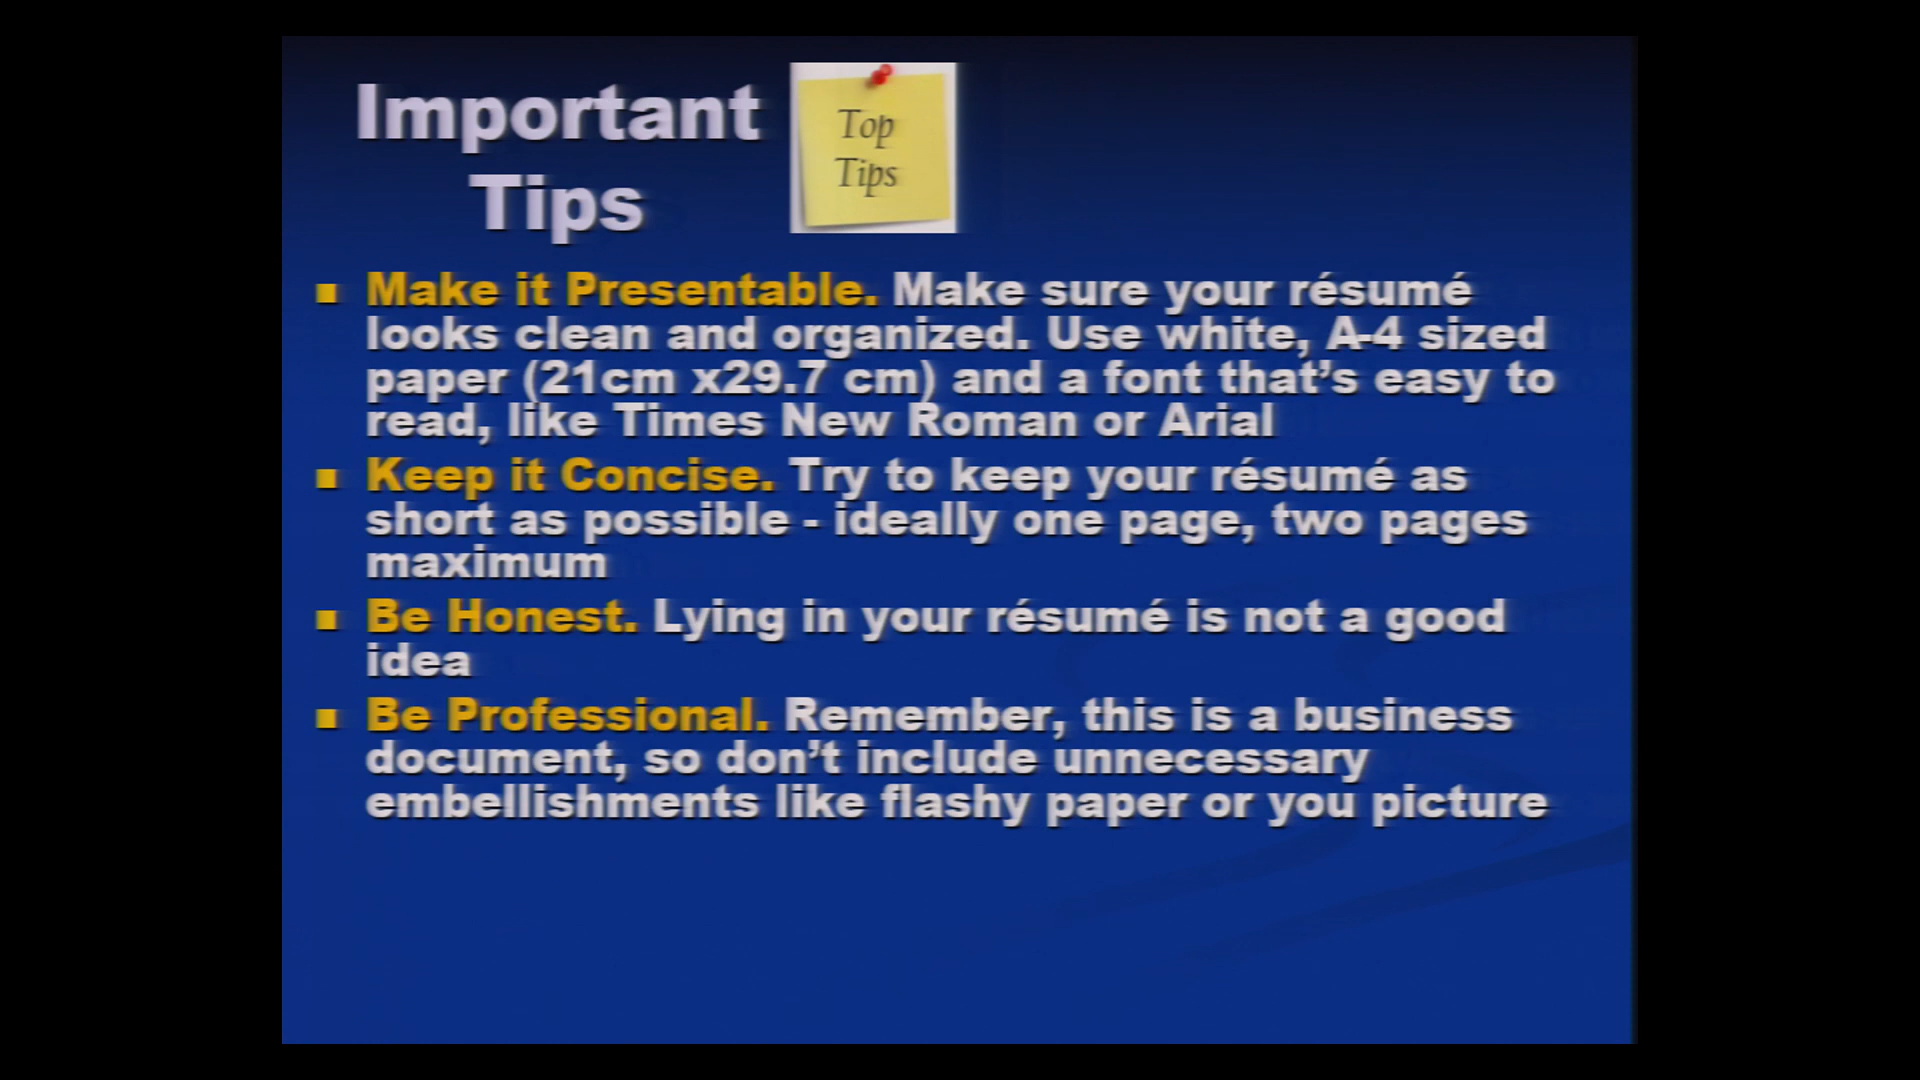 Important
Tips
Top
Tips
Make it Presentable. Make sure your résumé
looks clean and organized. Use white, A-4 sized
paper (21cm x29.7 cm) and a font that’s easy to
read, like Times New Roman or Arial
Keep it Concise. Try to keep your résumé as
short as possible - ideally one page, two pages
maximum
Be Honest. Lying in your résumé is not a good
idea
Be Professional. Remember, this is a business
document, so don’t include unnecessary
embellishments like flashy paper or you picture